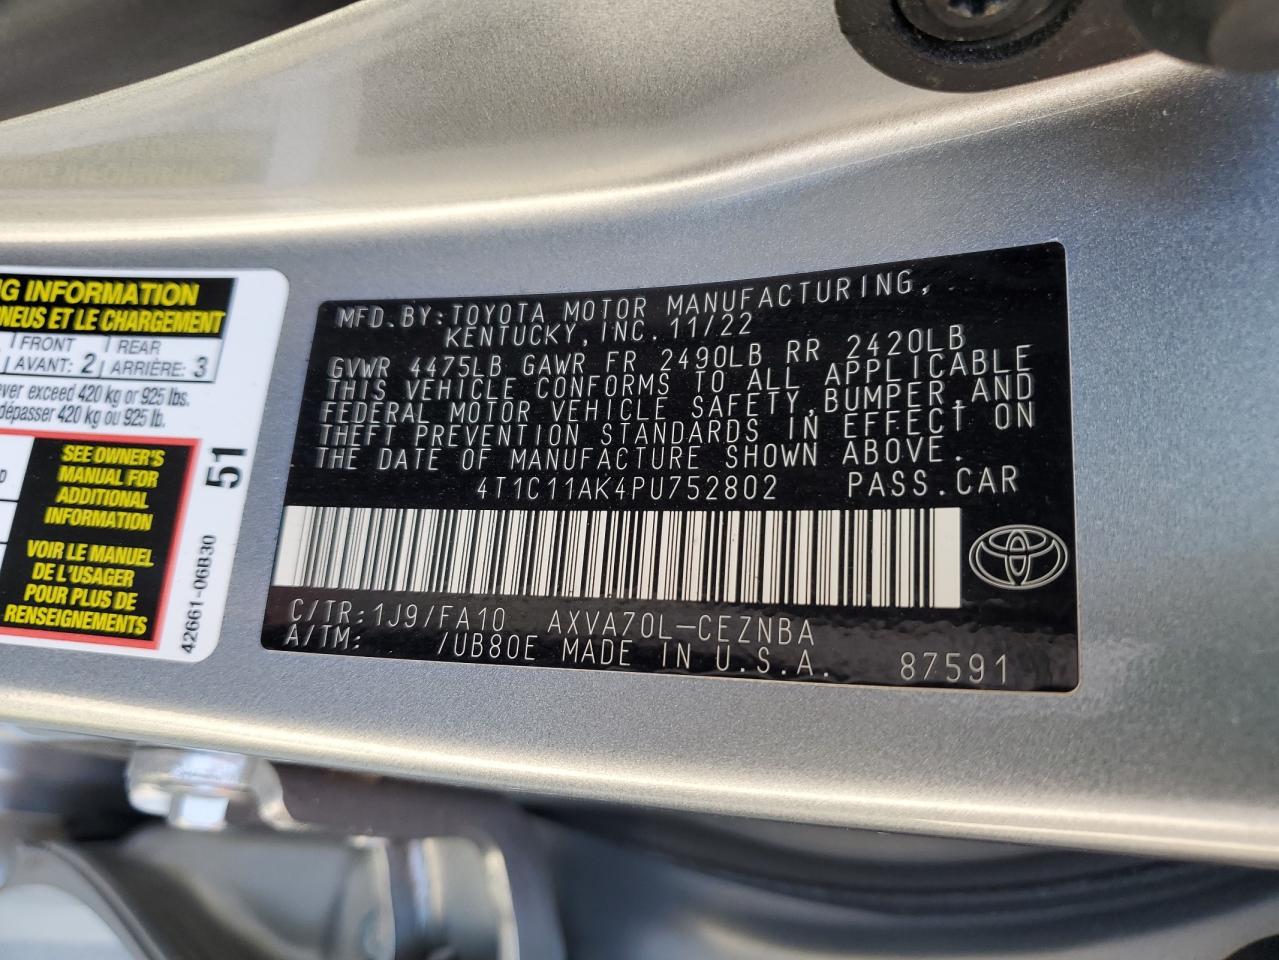 NG INFORMATION
PNEUS ET LE CHARGEMENT
FRONT REAR
AVANT: 2 ARRIÈRE: 3
ever exceed 420 kg or 925 lbs.
dépasser 420 kg ou 925 lb.
SEE OWNER'S
MANUAL FOR
ADDITIONAL
INFORMATION
VOIR LE MANUEL
DE L'USAGER
POUR PLUS DE
RENSEIGNEMENTS
51
42661-06B30
MFD. BY: TOYOTA MOTOR MANUFACTURING,
KENTUCKY, INC. 11/22
GVWR 4475LB GAWR FR 2490LB RR 2420LB
THIS VEHICLE CONFORMS TO ALL APPLICABLE
FEDERAL MOTOR VEHICLE SAFETY, BUMPER, AND
THEFT PREVENTION STANDARDS IN EFFECT ON
THE DATE OF MANUFACTURE SHOWN ABOVE.
4T1C11AK4PU752802 PASS.CAR
C/TR: 1J9/FA10 AXVA70L-CEZNBA
A/TM: /UB80E MADE IN U.S.A. 87591